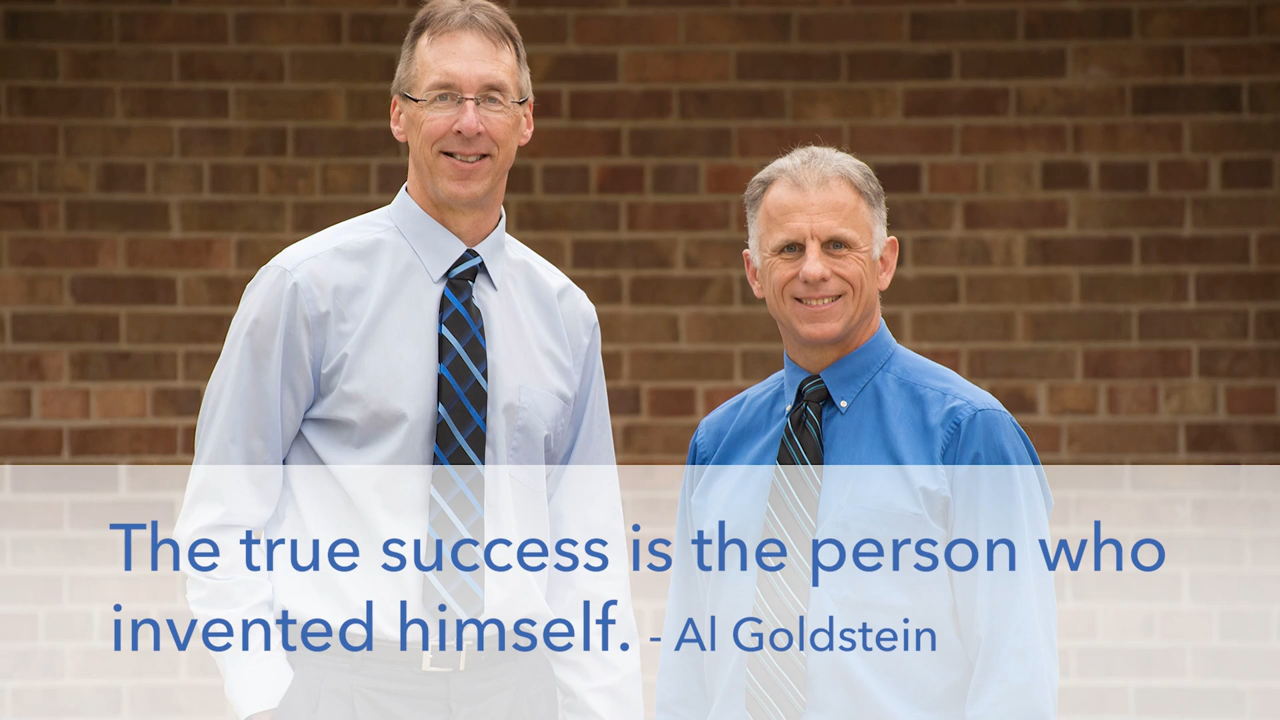 The true success is the person who
invented himself. - Al Goldstein